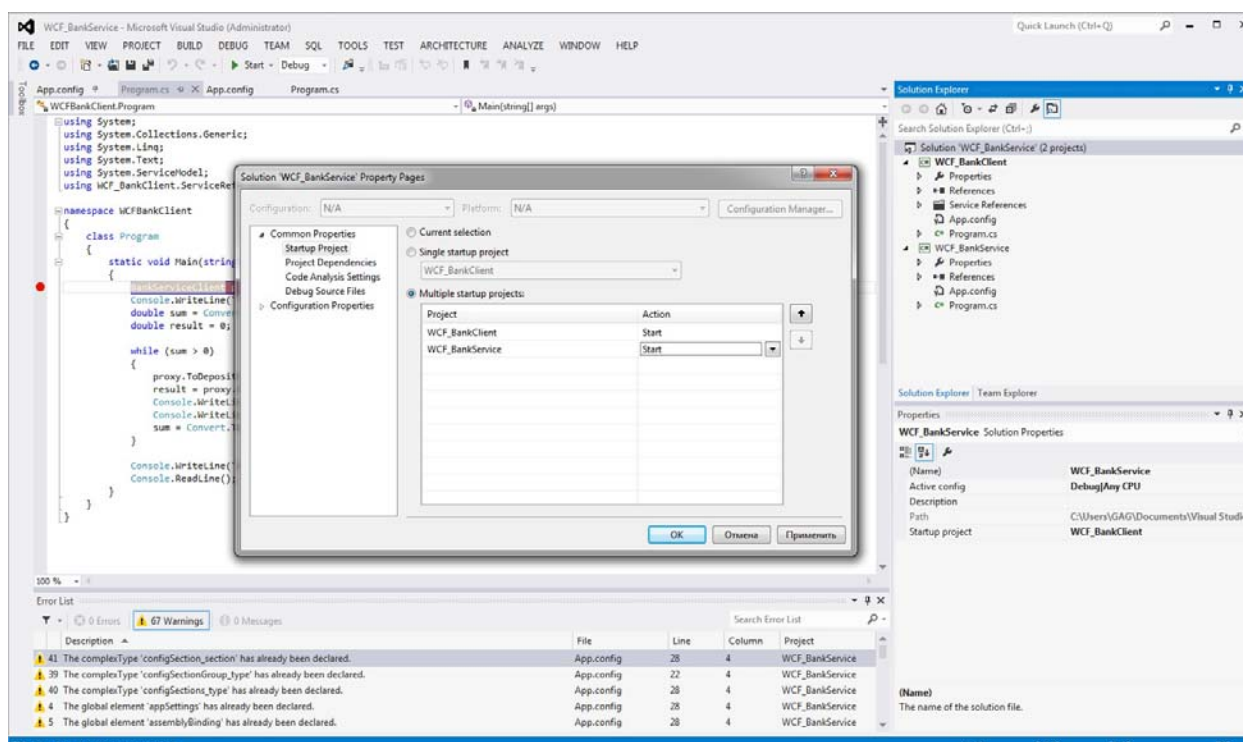 WCF_BankService - Microsoft Visual Studio (Administrator)
Quick Launch (Ctrl+Q)
FILE EDIT VIEW PROJECT BUILD DEBUG TEAM SQL TOOLS TEST ARCHITECTURE ANALYZE WINDOW HELP
Start Debug
Toolbox
App.config Program.cs App.config Program.cs
WCFBankClient.Program Main(string[] args)
using System;
using System.Collections.Generic;
using System.Linq;
using System.Text;
using System.ServiceModel;
using WCF_BankClient.ServiceRe
namespace WCFBankClient
{
class Program
{
static void Main(string
{
BankServiceClient
Console.WriteLine("
double sum = Conver
double result = 0;
while (sum > 0)
{
proxy.ToDeposit
result = proxy.
Console.WriteLi
Console.WriteLi
sum = Convert.T
}
Console.WriteLine("
Console.ReadLine();
}
}
}
100 %
Solution 'WCF_BankService' Property Pages
Configuration: N/A Platform: N/A Configuration Manager...
Common Properties
Startup Project
Project Dependencies
Code Analysis Settings
Debug Source Files
Configuration Properties
Current selection
Single startup project
WCF_BankClient
Multiple startup projects:
Project Action
WCF_BankClient Start
WCF_BankService Start
OK Отмена Применить
Solution Explorer
Search Solution Explorer (Ctrl+;)
Solution 'WCF_BankService' (2 projects)
WCF_BankClient
Properties
References
Service References
App.config
Program.cs
WCF_BankService
Properties
References
App.config
Program.cs
Solution Explorer Team Explorer
Properties
WCF_BankService Solution Properties
(Name) WCF_BankService
Active config Debug|Any CPU
Description
Path C:\Users\GAG\Documents\Visual Studi
Startup project WCF_BankClient
(Name)
The name of the solution file.
Error List
0 Errors 67 Warnings 0 Messages Search Error List
Description File Line Column Project
41 The complexType 'configSection_section' has already been declared. App.config 28 4 WCF_BankService
39 The complexType 'configSectionGroup_type' has already been declared. App.config 22 4 WCF_BankService
40 The complexType 'configSections_type' has already been declared. App.config 28 4 WCF_BankService
4 The global element 'appSettings' has already been declared. App.config 28 4 WCF_BankService
5 The global element 'assemblyBinding' has already been declared. App.config 28 4 WCF_BankService